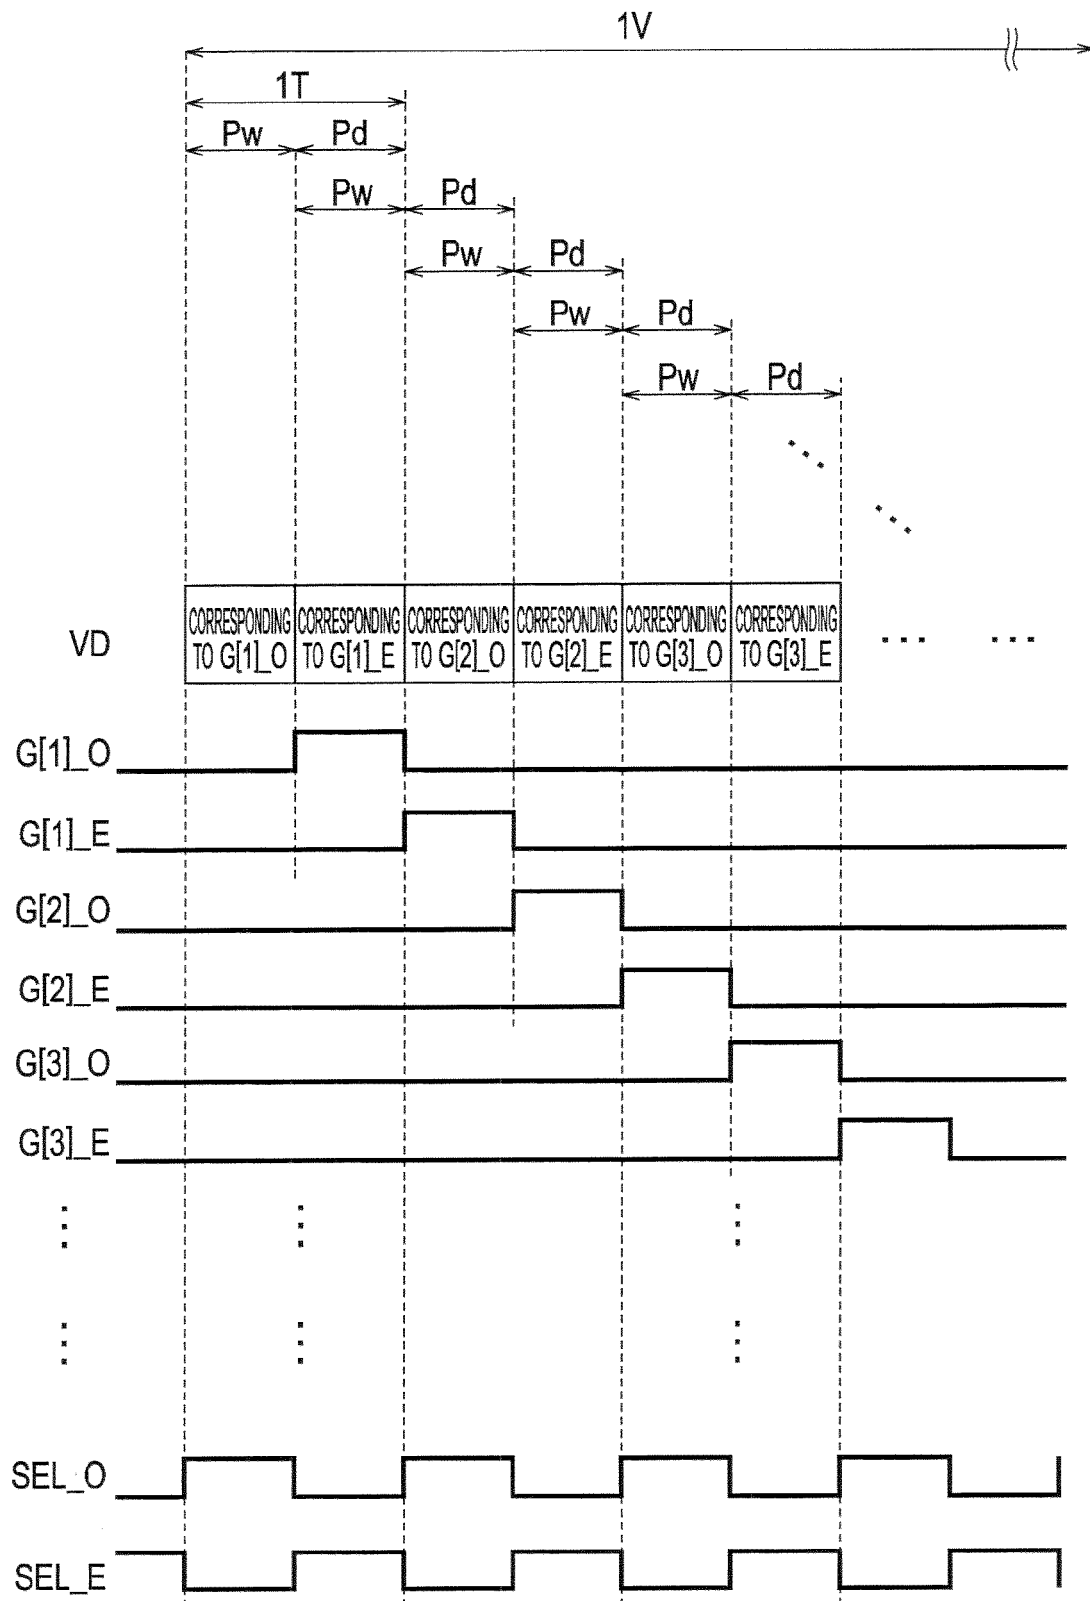 1V
1T
Pw Pd
Pw Pd
Pw Pd
Pw Pd
Pw Pd
VD
CORRESPONDING TO G[1]_O
CORRESPONDING TO G[1]_E
CORRESPONDING TO G[2]_O
CORRESPONDING TO G[2]_E
CORRESPONDING TO G[3]_O
CORRESPONDING TO G[3]_E
G[1]_O
G[1]_E
G[2]_O
G[2]_E
G[3]_O
G[3]_E
SEL_O
SEL_E